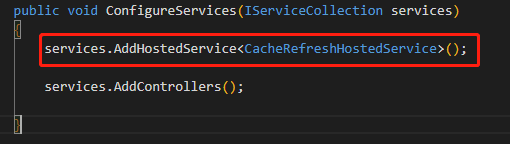 public void ConfigureServices(IServiceCollection services)
{
services.AddHostedService<CacheRefreshHostedService>();
services.AddControllers();
}